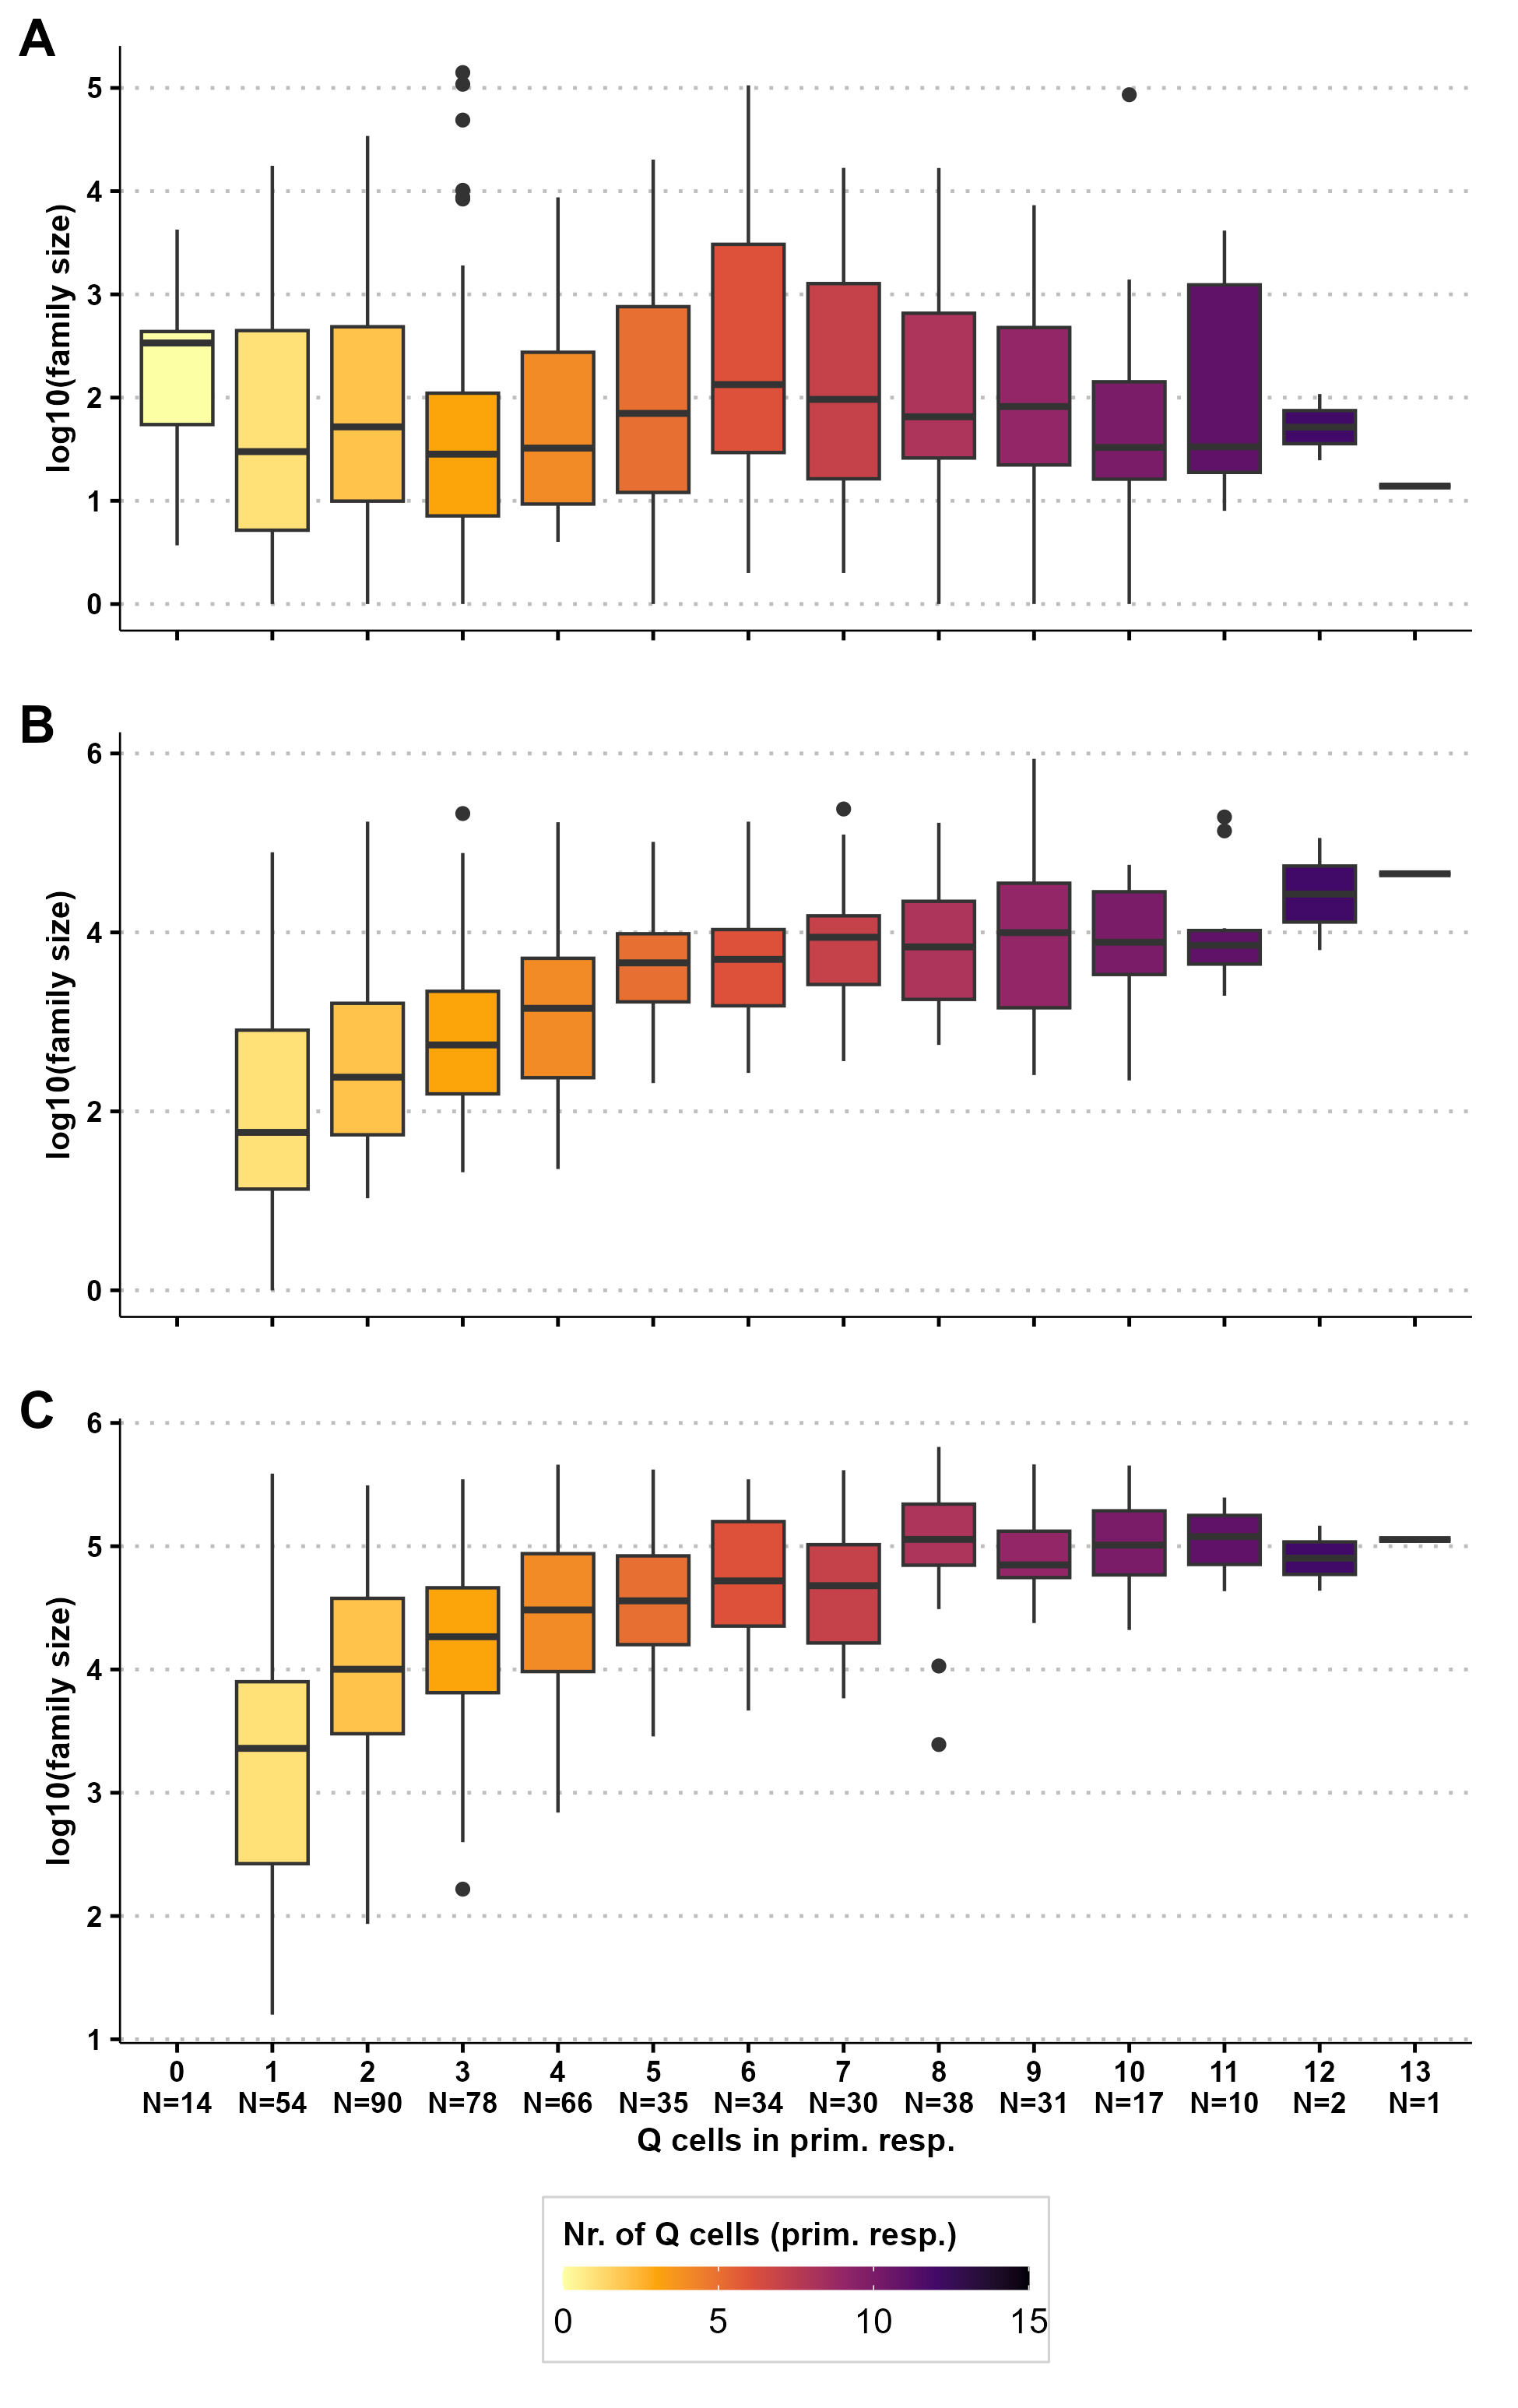 A
5
4
3
2
1
0
log10(family size)
B
6
4
2
0
log10(family size)
C
6
5
4
3
2
1
log10(family size)
0 1 2 3 4 5 6 7 8 9 10 11 12 13
N=14 N=54 N=90 N=78 N=66 N=35 N=34 N=30 N=38 N=31 N=17 N=10 N=2 N=1
Q cells in prim. resp.
Nr. of Q cells (prim. resp.)
0 5 10 15